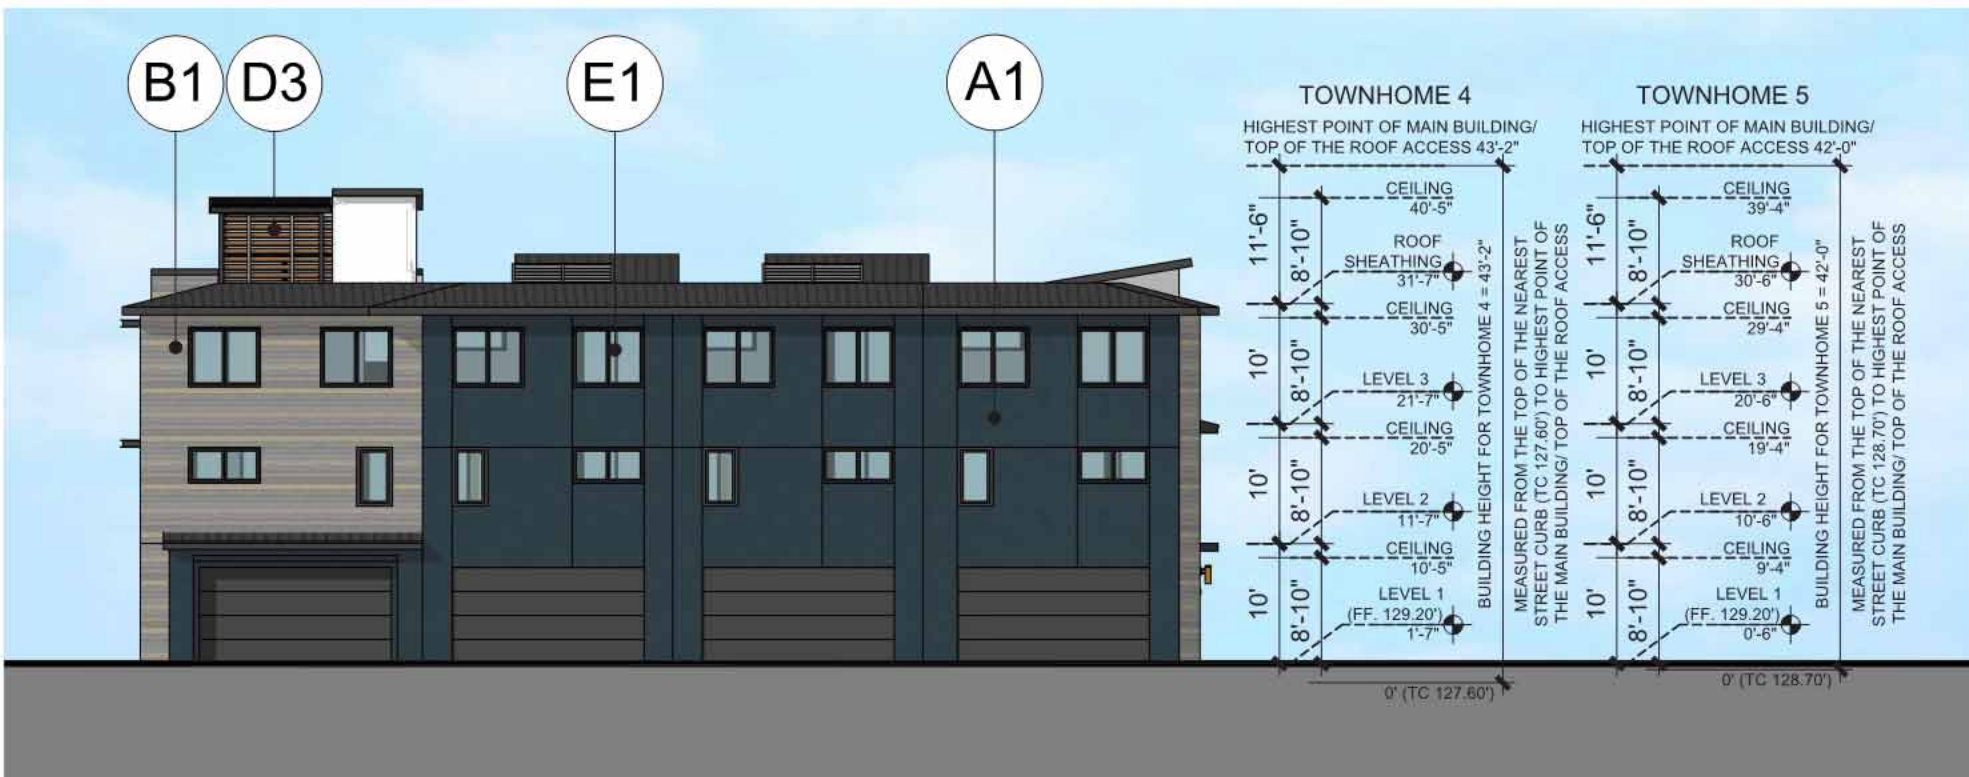 B1
D3
E1
A1
TOWNHOME 4
HIGHEST POINT OF MAIN BUILDING/
TOP OF THE ROOF ACCESS 43'-2"
CEILING
40'-5"
ROOF
SHEATHING
31'-7"
CEILING
30'-5"
LEVEL 3
21'-7"
CEILING
20'-5"
LEVEL 2
11'-7"
CEILING
10'-5"
LEVEL 1
(FF. 129.20')
1'-7"
0' (TC 127.60')
11'-6"
10'
10'
10'
8'-10"
8'-10"
8'-10"
8'-10"
BUILDING HEIGHT FOR TOWNHOME 4 = 43'-2"
MEASURED FROM THE TOP OF THE NEAREST
STREET CURB (TC 127.60') TO HIGHEST POINT OF
THE MAIN BUILDING/ TOP OF THE ROOF ACCESS
TOWNHOME 5
HIGHEST POINT OF MAIN BUILDING/
TOP OF THE ROOF ACCESS 42'-0"
CEILING
39'-4"
ROOF
SHEATHING
30'-6"
CEILING
29'-4"
LEVEL 3
20'-6"
CEILING
19'-4"
LEVEL 2
10'-6"
CEILING
9'-4"
LEVEL 1
(FF. 129.20')
0'-6"
0' (TC 128.70')
11'-6"
10'
10'
10'
8'-10"
8'-10"
8'-10"
8'-10"
BUILDING HEIGHT FOR TOWNHOME 5 = 42'-0"
MEASURED FROM THE TOP OF THE NEAREST
STREET CURB (TC 128.70') TO HIGHEST POINT OF
THE MAIN BUILDING/ TOP OF THE ROOF ACCESS